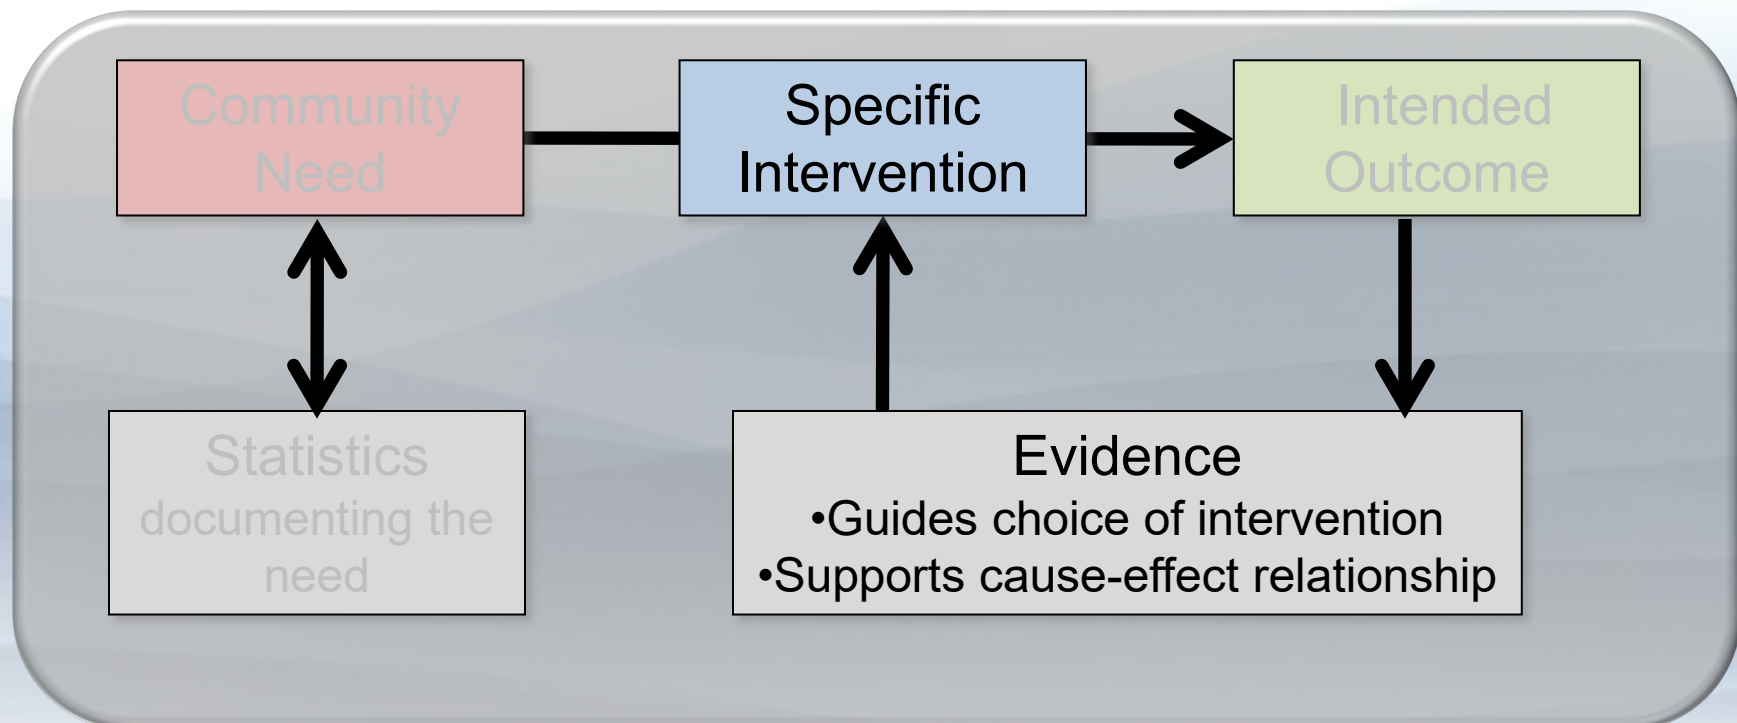 Community
Need
Specific
Intervention
Intended
Outcome
Statistics
documenting the
need
Evidence
•Guides choice of intervention
•Supports cause-effect relationship